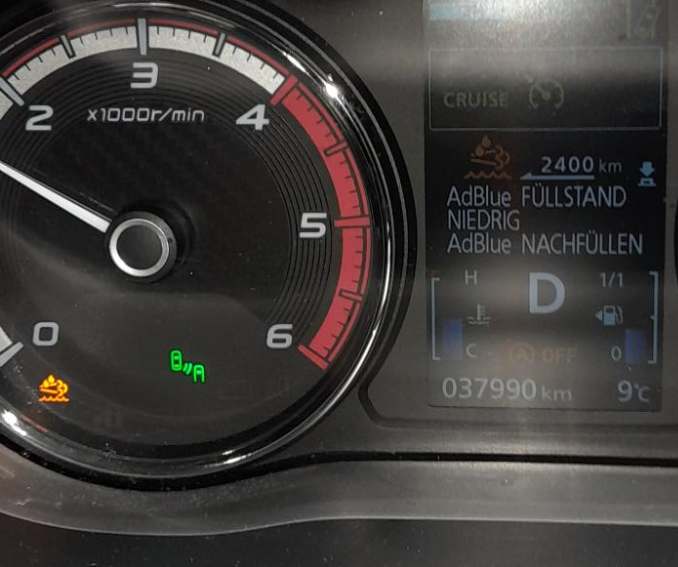 3
2
x1000r/min
4
5
0
6
CRUISE
2400 km
AdBlue FÜLLSTAND
NIEDRIG
AdBlue NACHFÜLLEN
H
D
1/1
C
A OFF
0
037990 km
9°C